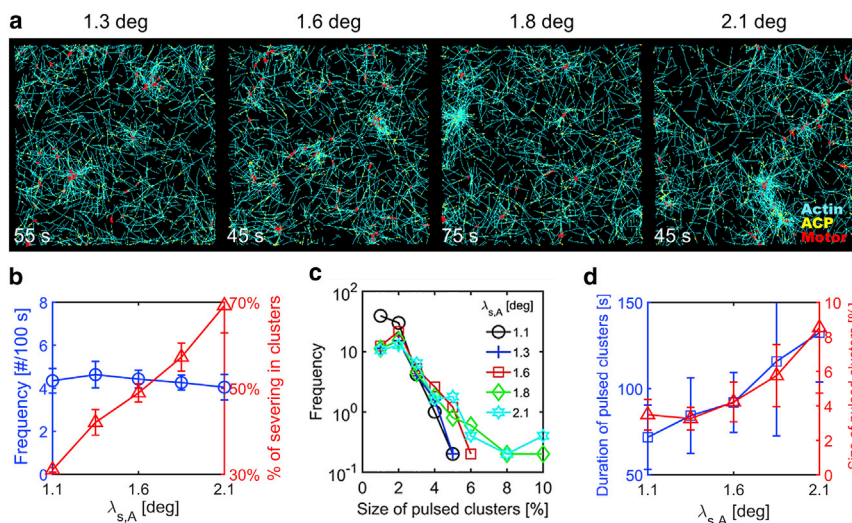 a
1.3 deg
1.6 deg
1.8 deg
2.1 deg
55 s
45 s
75 s
45 s
Actin
ACP
Motor
b
Frequency [#/100 s]
8
6
4
2
0
% of severing in clusters
70%
50%
30%
1.1
1.6
2.1
λs,A [deg]
c
Frequency
10²
10
10⁰
10⁻¹
0
2
4
6
8
10
Size of pulsed clusters [%]
λs,A [deg]
1.1
1.3
1.6
1.8
2.1
d
Duration of pulsed clusters [s]
150
100
50
10
8
6
4
2
0
1.1
1.6
2.1
λs,A [deg]